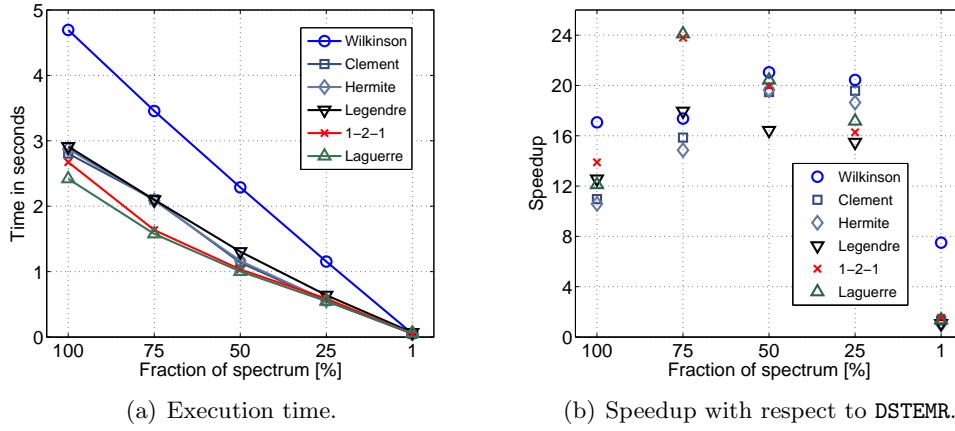 5
4
3
2
1
0
100
75
50
25
1
Time in seconds
Fraction of spectrum [%]
Wilkinson
Clement
Hermite
Legendre
1−2−1
Laguerre
(a) Execution time.
24
20
16
12
8
4
0
100
75
50
25
1
Speedup
Fraction of spectrum [%]
Wilkinson
Clement
Hermite
Legendre
1−2−1
Laguerre
(b) Speedup with respect to DSTEMR.